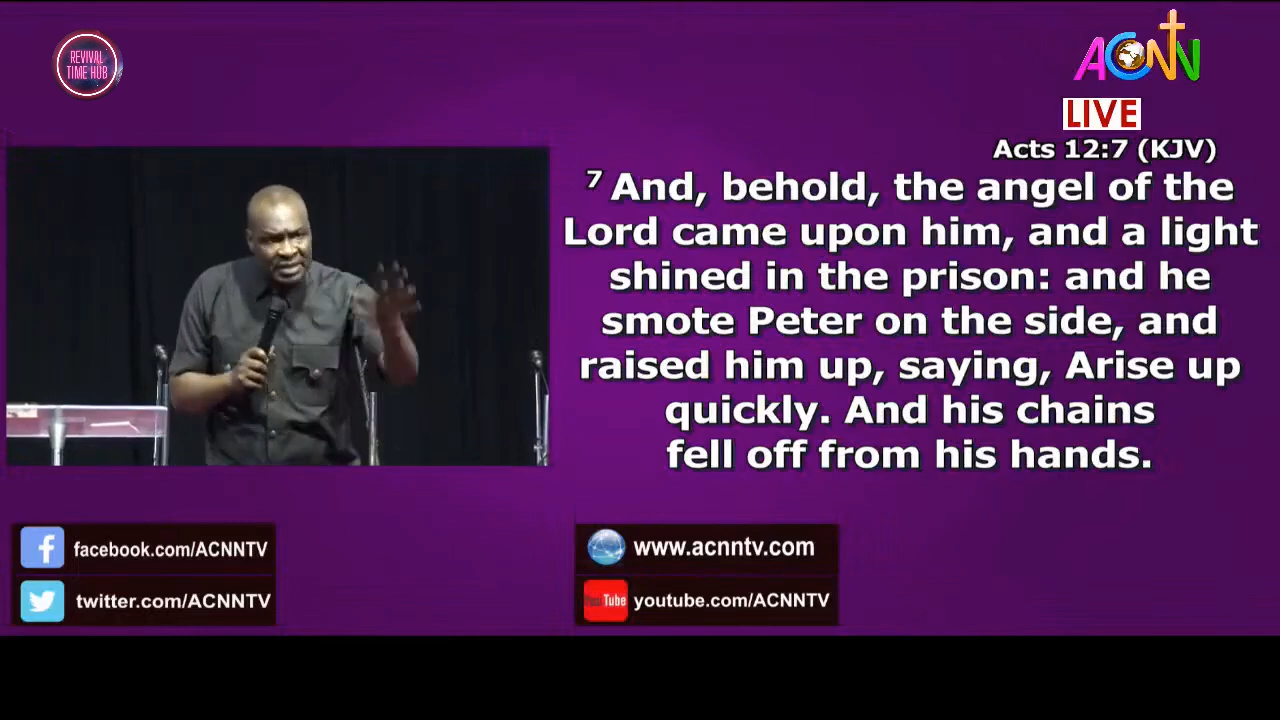 REVIVAL
TIME HUB
ACNN
LIVE
Acts 12:7 (KJV)
7 And, behold, the angel of the
Lord came upon him, and a light
shined in the prison: and he
smote Peter on the side, and
raised him up, saying, Arise up
quickly. And his chains
fell off from his hands.
facebook.com/ACNNTV
twitter.com/ACNNTV
www.acnntv.com
YouTube
youtube.com/ACNNTV